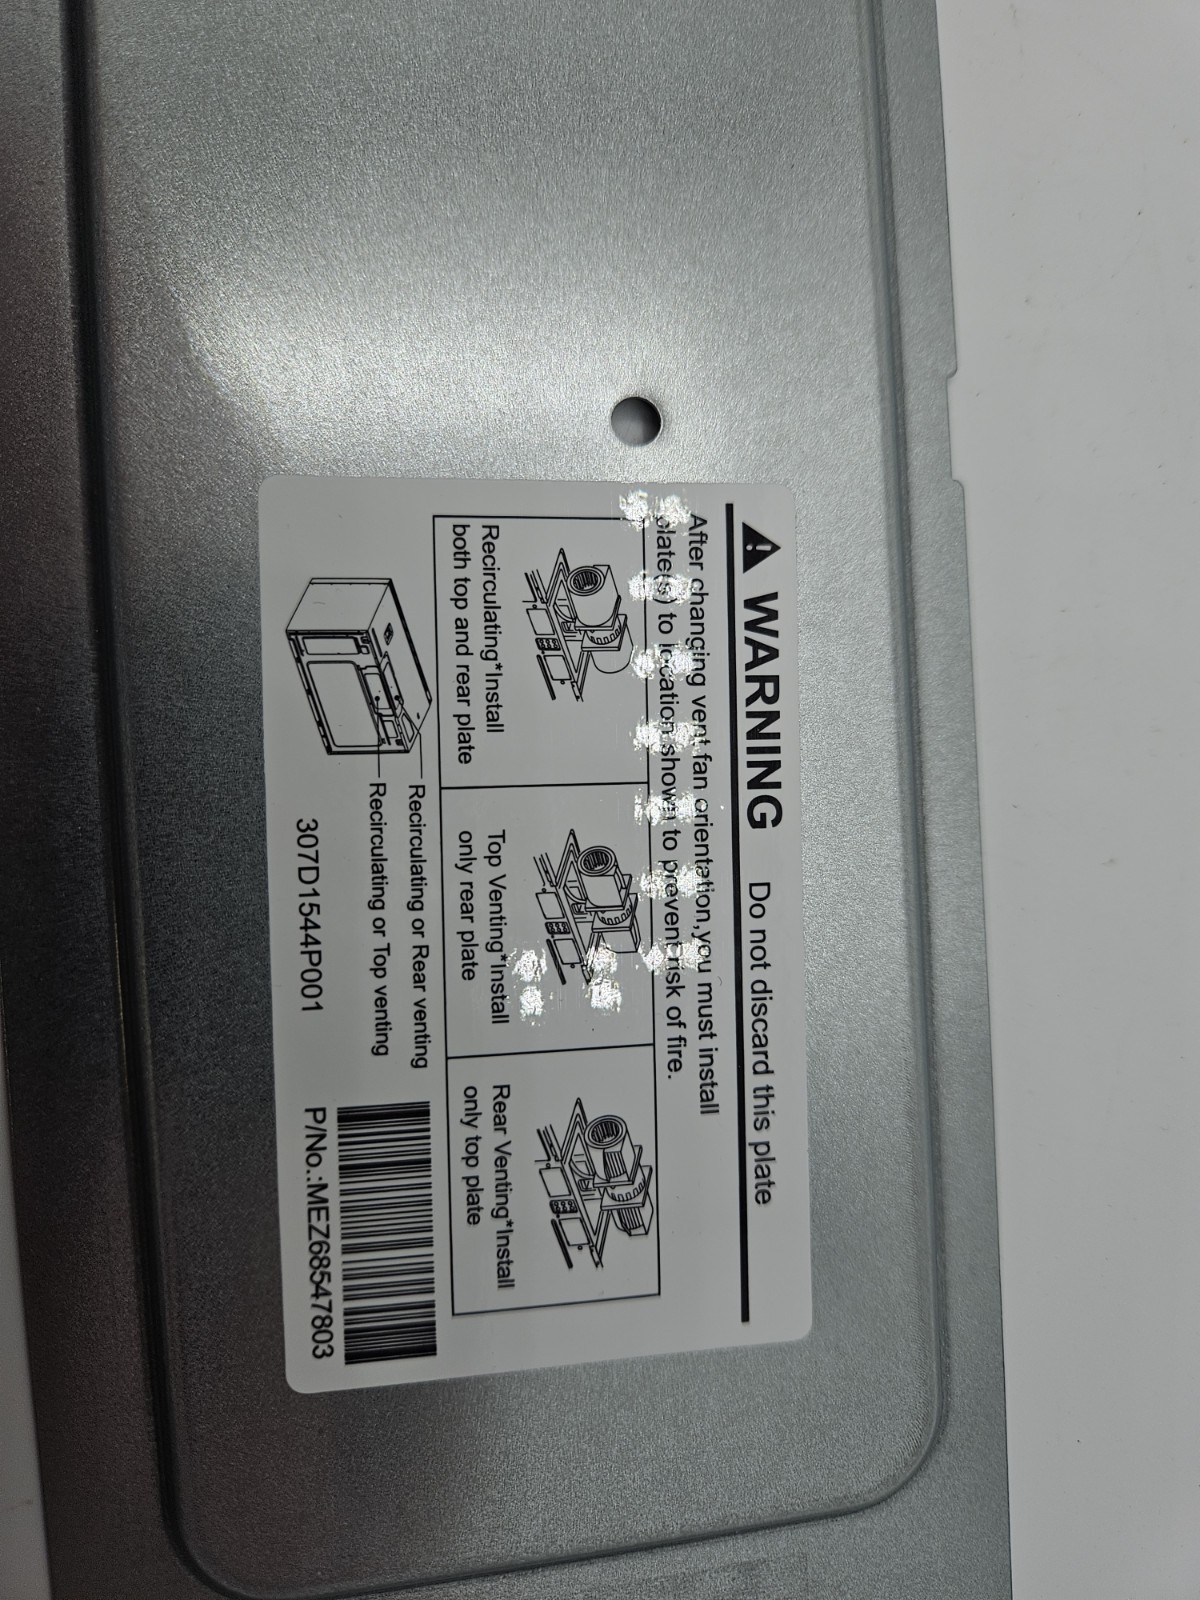 WARNING Do not discard this plate
After changing vent fan orientation,you must install
plate(s) to location shown to prevent risk of fire.
Recirculating*Install
both top and rear plate
Top Venting*Install
only rear plate
Rear Venting*Install
only top plate
Recirculating or Rear venting
Recirculating or Top venting
307D1544P001
P/No.:MEZ68547803